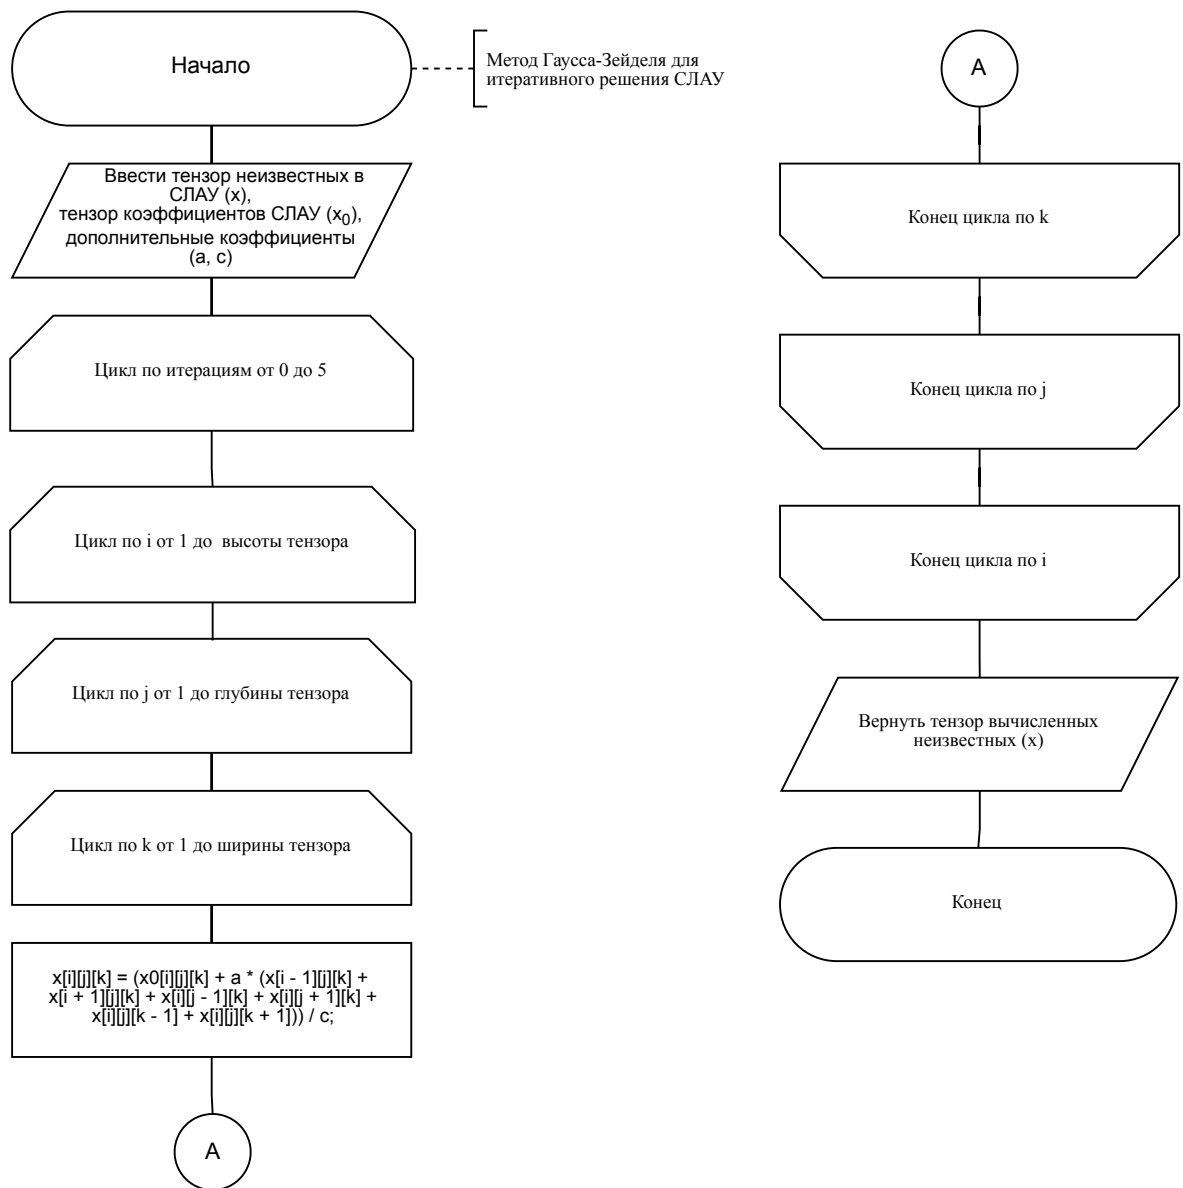 Начало
Метод Гаусса-Зейделя для
итеративного решения СЛАУ
Ввести тензор неизвестных в
СЛАУ (x),
тензор коэффициентов СЛАУ (x₀),
дополнительные коэффициенты
(a, c)
Цикл по итерациям от 0 до 5
Цикл по i от 1 до  высоты тензора
Цикл по j от 1 до глубины тензора
Цикл по k от 1 до ширины тензора
x[i][j][k] = (x0[i][j][k] + a * (x[i - 1][j][k] +
x[i + 1][j][k] + x[i][j - 1][k] + x[i][j + 1][k] +
x[i][j][k - 1] + x[i][j][k + 1])) / c;
А
А
Конец цикла по k
Конец цикла по j
Конец цикла по i
Вернуть тензор вычисленных
неизвестных (x)
Конец